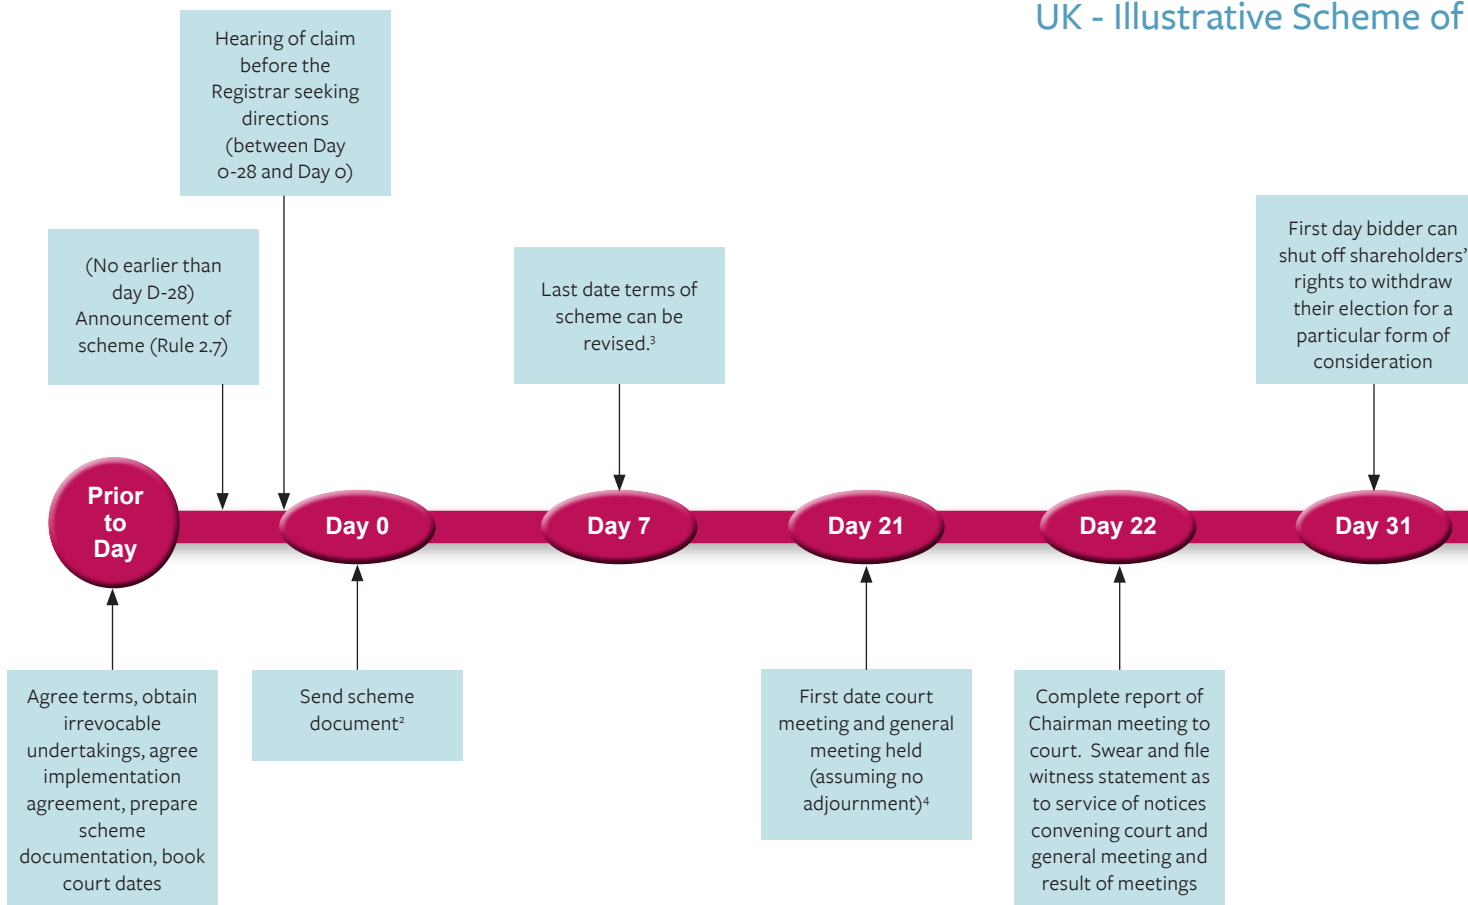 UK - Illustrative Scheme of
Hearing of claim
before the
Registrar seeking
directions
(between Day
0-28 and Day 0)
(No earlier than
day D-28)
Announcement of
scheme (Rule 2.7)
Last date terms of
scheme can be
revised.³
First day bidder can
shut off shareholders'
rights to withdraw
their election for a
particular form of
consideration
Prior
to
Day
Day 0
Day 7
Day 21
Day 22
Day 31
Agree terms, obtain
irrevocable
undertakings, agree
implementation
agreement, prepare
scheme
documentation, book
court dates
Send scheme
document²
First date court
meeting and general
meeting held
(assuming no
adjournment)⁴
Complete report of
Chairman meeting to
court. Swear and file
witness statement as
to service of notices
convening court and
general meeting and
result of meetings